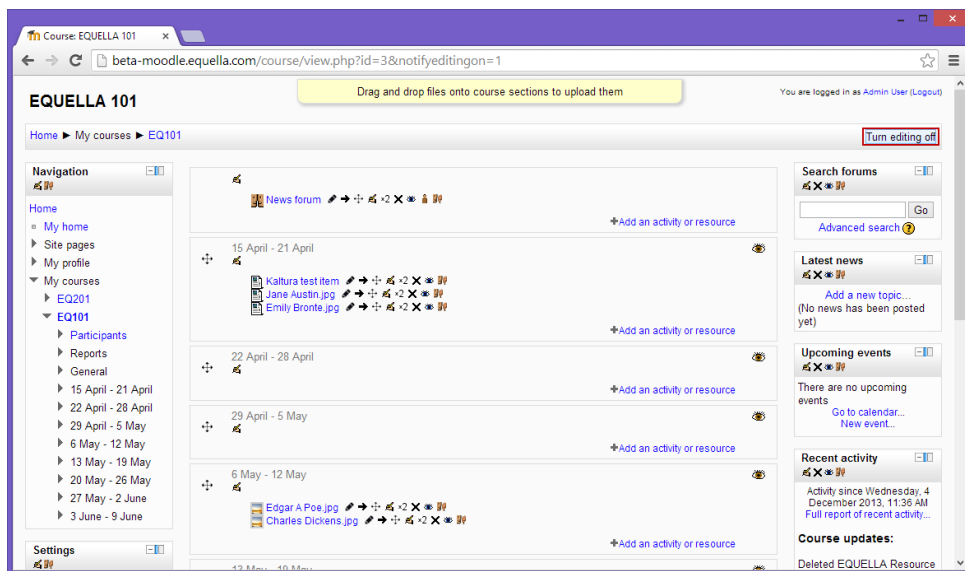 Course: EQUELLA 101
beta-moodle.equella.com/course/view.php?id=3&notifyeditingon=1
EQUELLA 101
Drag and drop files onto course sections to upload them
You are logged in as Admin User (Logout)
Home ► My courses ► EQ101
Turn editing off
Navigation
Home
My home
Site pages
My profile
My courses
EQ201
EQ101
Participants
Reports
General
15 April - 21 April
22 April - 28 April
29 April - 5 May
6 May - 12 May
13 May - 19 May
20 May - 26 May
27 May - 2 June
3 June - 9 June
Settings
News forum ×2
+Add an activity or resource
15 April - 21 April
Kaltura test item ×2
Jane Austin.jpg ×2
Emily Bronte.jpg ×2
+Add an activity or resource
22 April - 28 April
+Add an activity or resource
29 April - 5 May
+Add an activity or resource
6 May - 12 May
Edgar A Poe.jpg ×2
Charles Dickens.jpg ×2
+Add an activity or resource
13 May - 19 May
Search forums
Go
Advanced search ?
Latest news
Add a new topic...
(No news has been posted
yet)
Upcoming events
There are no upcoming
events
Go to calendar...
New event...
Recent activity
Activity since Wednesday, 4
December 2013, 11:36 AM
Full report of recent activity...
Course updates:
Deleted EQUELLA Resource